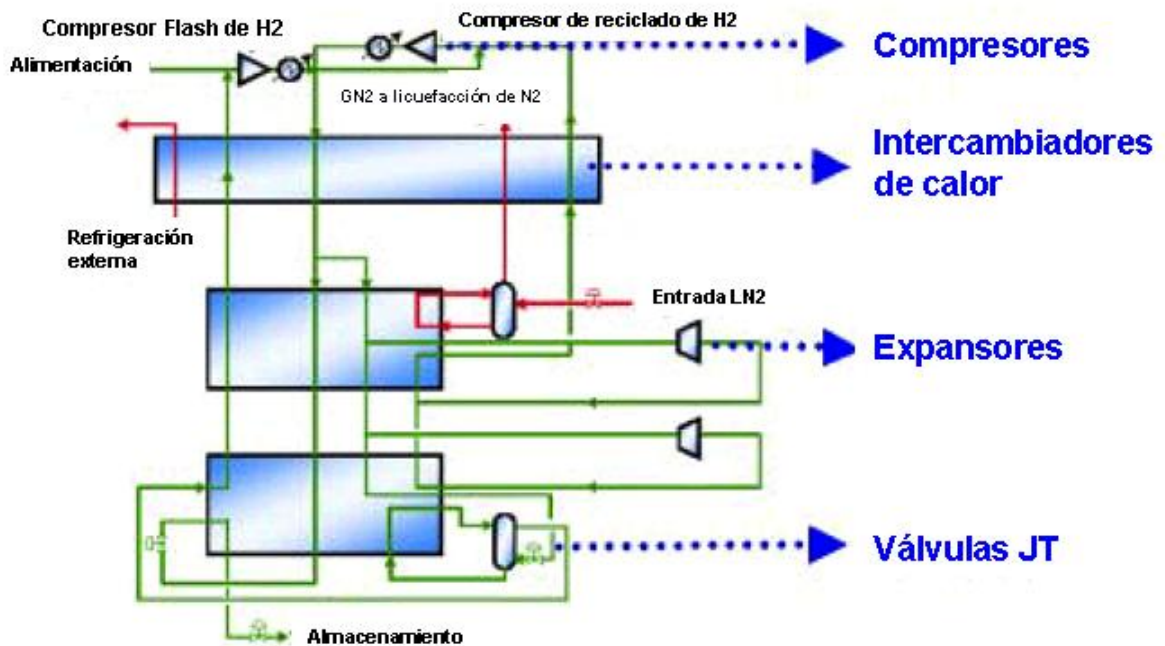 Compresor Flash de H2
Compresor de reciclado de H2
Compresores
Alimentación
GN2 a licuefacción de N2
Intercambiadores
de calor
Refrigeración
externa
Entrada LN2
Expansores
Válvulas JT
Almacenamiento